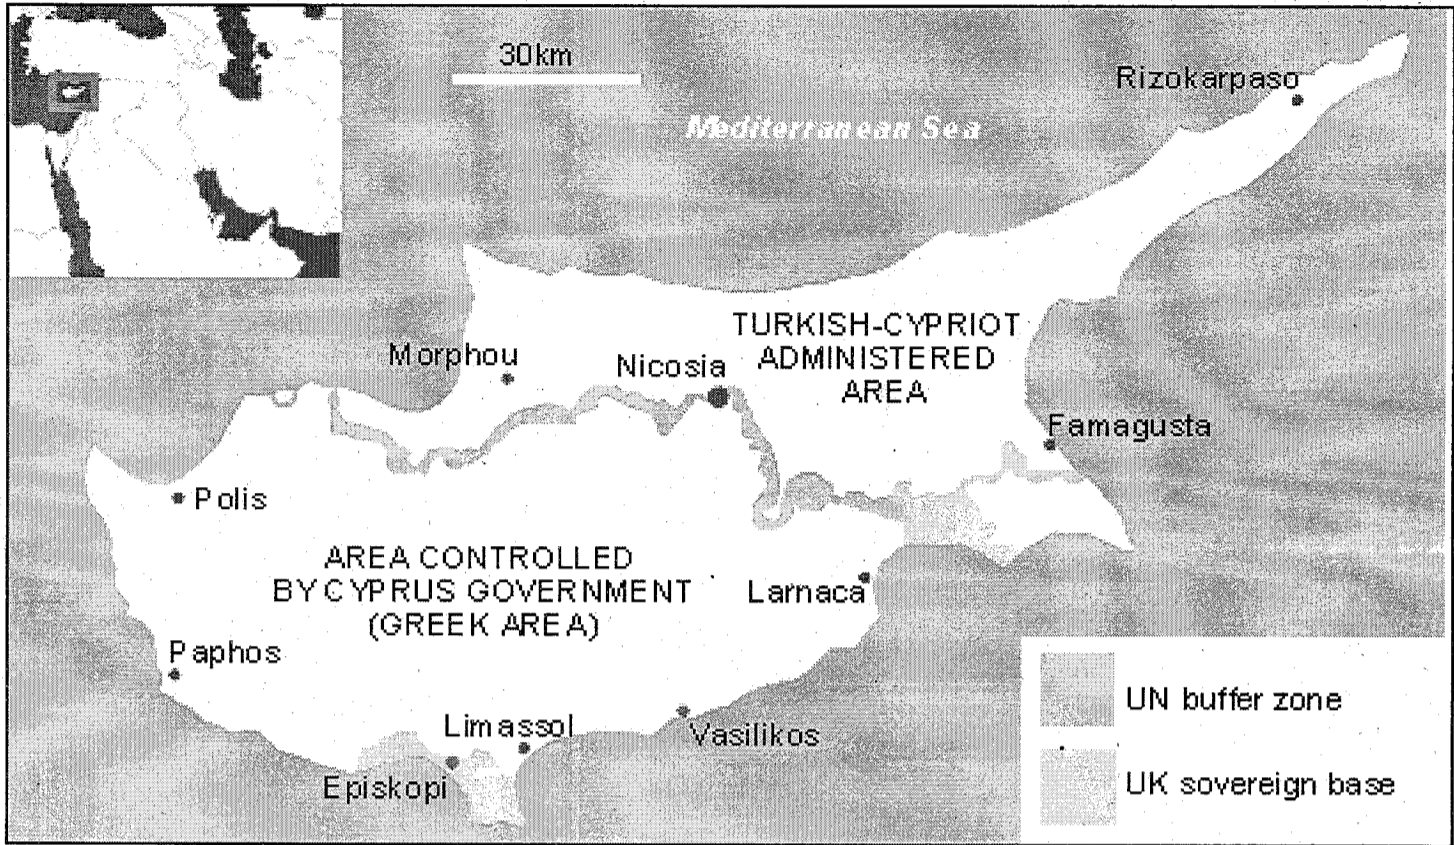 30km
Rizokarpaso
Mediterranean Sea
TURKISH-CYPRIOT
ADMINISTERED
AREA
Morphou
Nicosia
Famagusta
Polis
AREA CONTROLLED
BY CYPRUS GOVERNMENT
(GREEK AREA)
Larnaca
Paphos
Limassol
Vasilikos
Episkopi
UN buffer zone
UK sovereign base